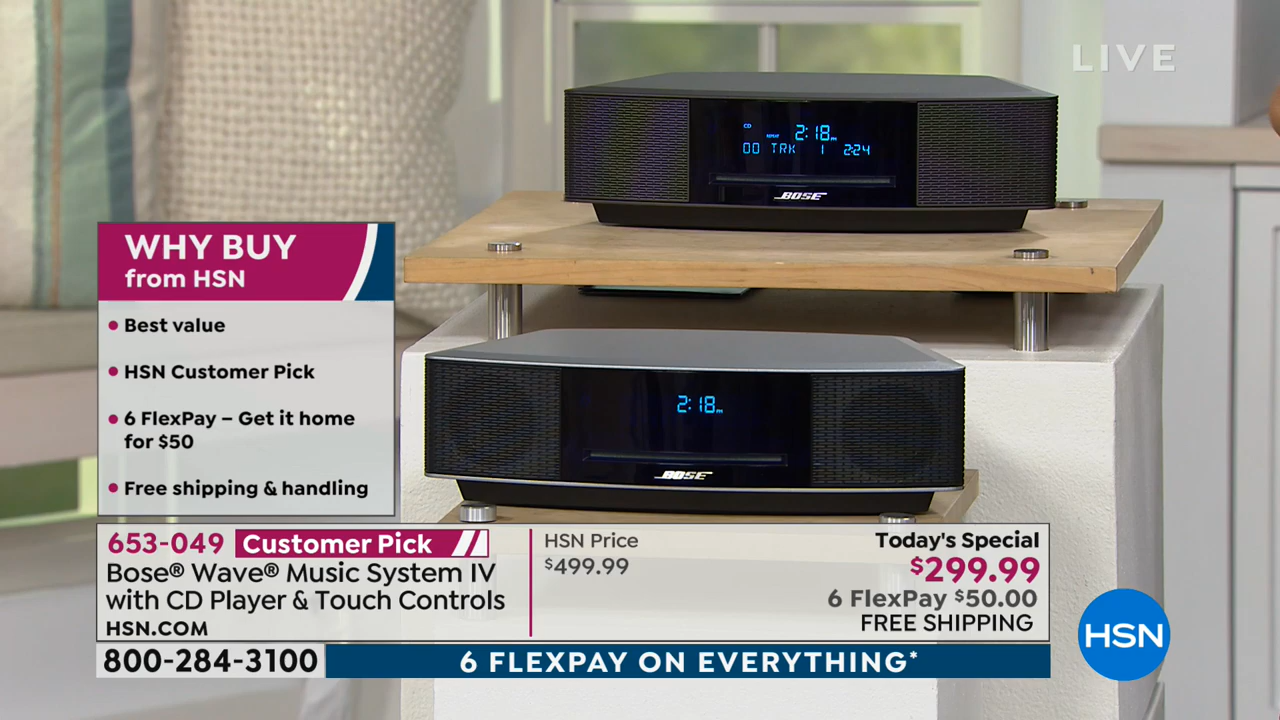 LIVE
CD
2:18
00 TRK 1 2:24
BOSE
WHY BUY
from HSN
• Best value
• HSN Customer Pick
• 6 FlexPay – Get it home
for $50
• Free shipping & handling
2:18
BOSE
653-049 Customer Pick
Bose® Wave® Music System IV
with CD Player & Touch Controls
HSN.COM
HSN Price
$499.99
Today's Special
$299.99
6 FlexPay $50.00
FREE SHIPPING
HSN
800-284-3100
6 FLEXPAY ON EVERYTHING*